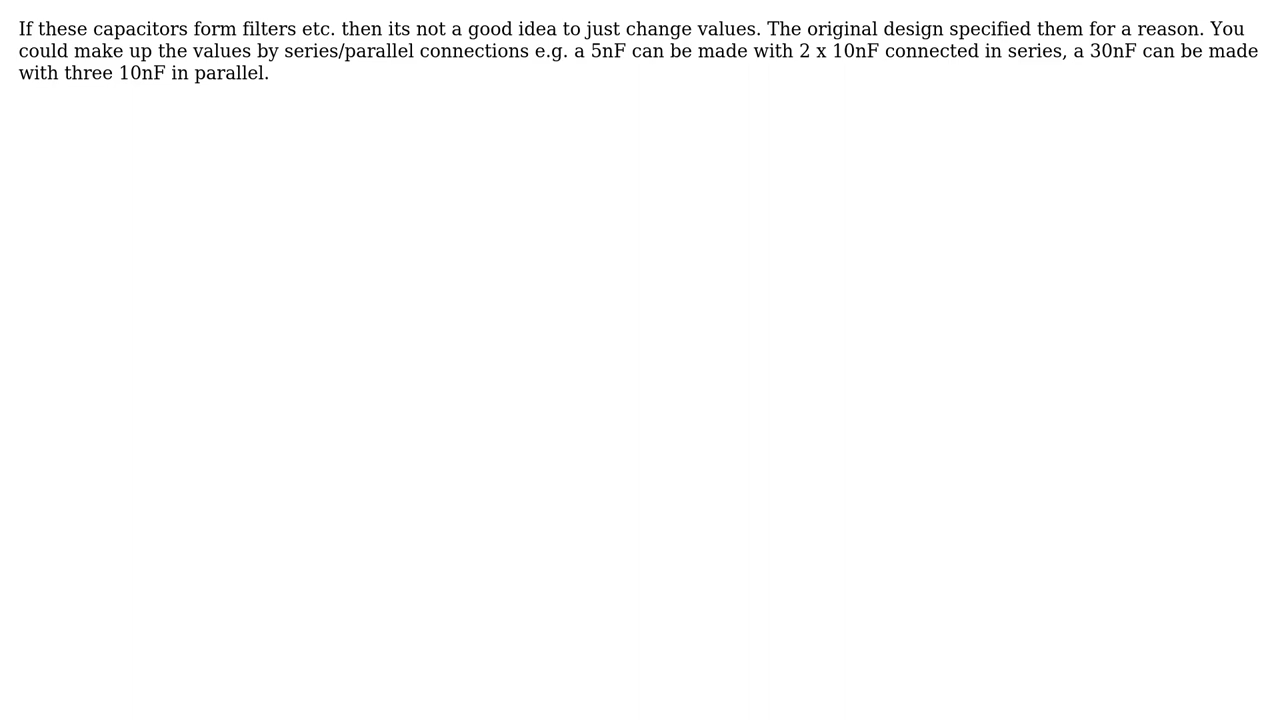 If these capacitors form filters etc. then its not a good idea to just change values. The original design specified them for a reason. You
could make up the values by series/parallel connections e.g. a 5nF can be made with 2 x 10nF connected in series, a 30nF can be made
with three 10nF in parallel.